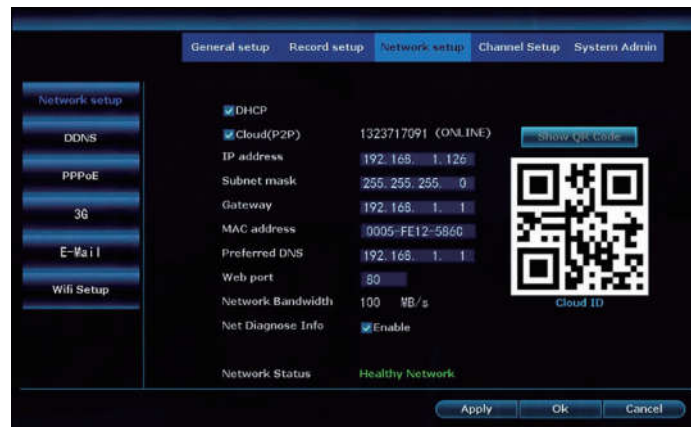 General setup Record setup Network setup Channel Setup System Admin
Network setup
DDNS
PPPoE
3G
E-Mail
Wifi Setup
DHCP
Cloud(P2P) 1323717091 (ONLINE) Show QR Code
IP address 192.168. 1.126
Subnet mask 255.255.255. 0
Gateway 192.168. 1. 1
MAC address 0005-FE12-586C
Preferred DNS 192.168. 1. 1
Web port 80
Network Bandwidth 100 MB/s
Cloud ID
Net Diagnose Info Enable
Network Status Healthy Network
Apply Ok Cancel